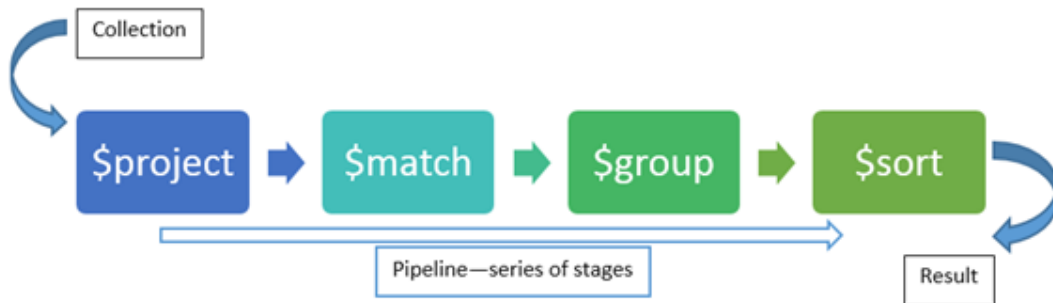 Collection
$project
$match
$group
$sort
Pipeline—series of stages
Result